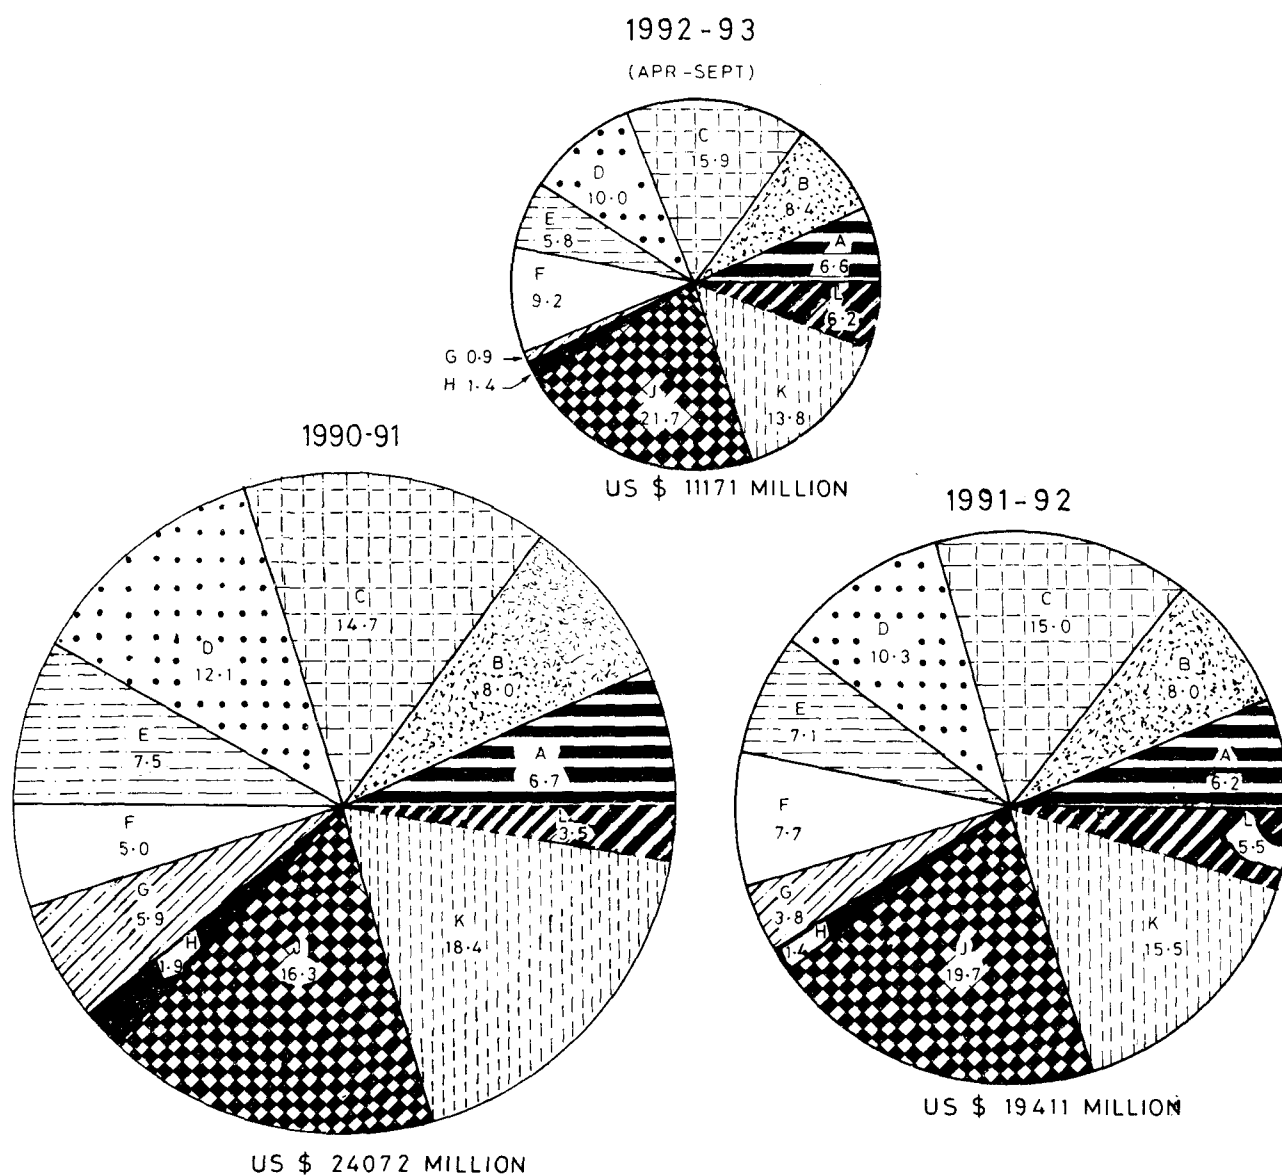 1992-93
(APR-SEPT)
C
15.9
B
8.4
D
10.0
A
6.6
E
5.8
L
6.2
F
9.2
G 0.9
H 1.4
J
21.7
K
13.8
US $ 11171 MILLION
1990-91
C
14.7
D
12.1
B
8.0
E
7.5
A
6.7
F
5.0
L
3.5
G
5.9
H
1.9
J
16.3
K
18.4
US $ 24072 MILLION
1991-92
C
15.0
D
10.3
B
8.0
E
7.1
A
6.2
F
7.7
L
5.5
G
3.8
H
1.4
J
19.7
K
15.5
US $ 19411 MILLION